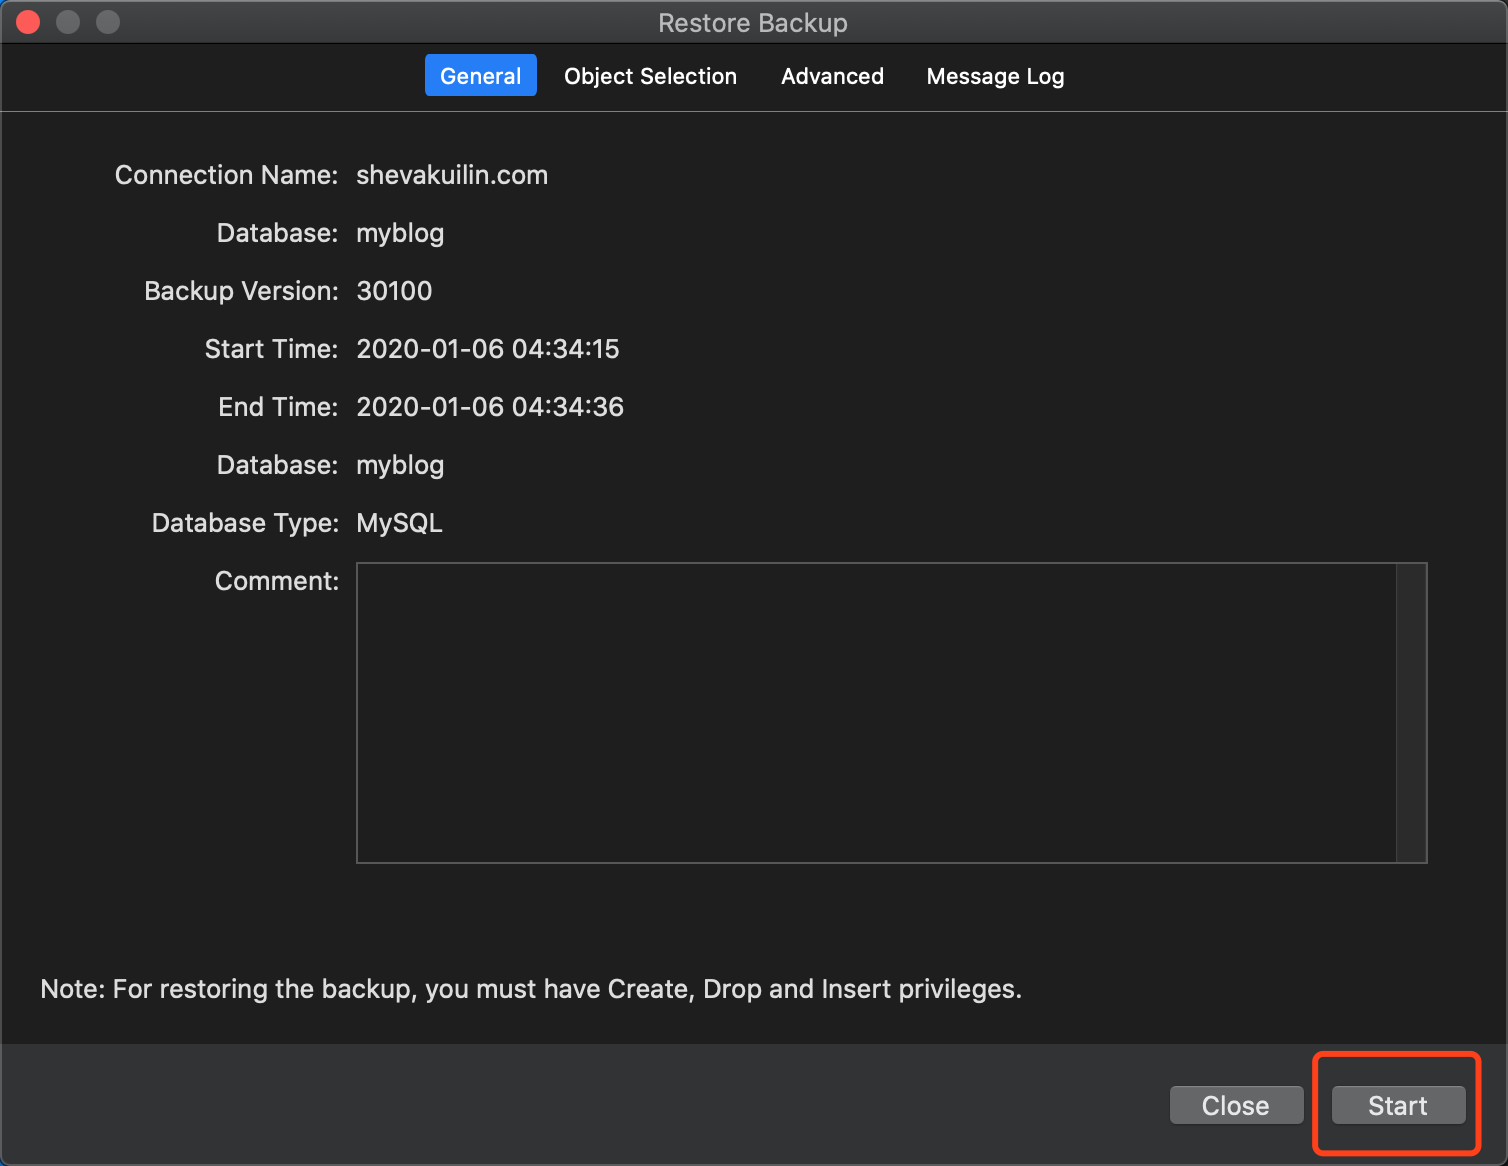 Restore Backup
General Object Selection Advanced Message Log
Connection Name: shevakuilin.com
Database: myblog
Backup Version: 30100
Start Time: 2020-01-06 04:34:15
End Time: 2020-01-06 04:34:36
Database: myblog
Database Type: MySQL
Comment:
Note: For restoring the backup, you must have Create, Drop and Insert privileges.
Close Start